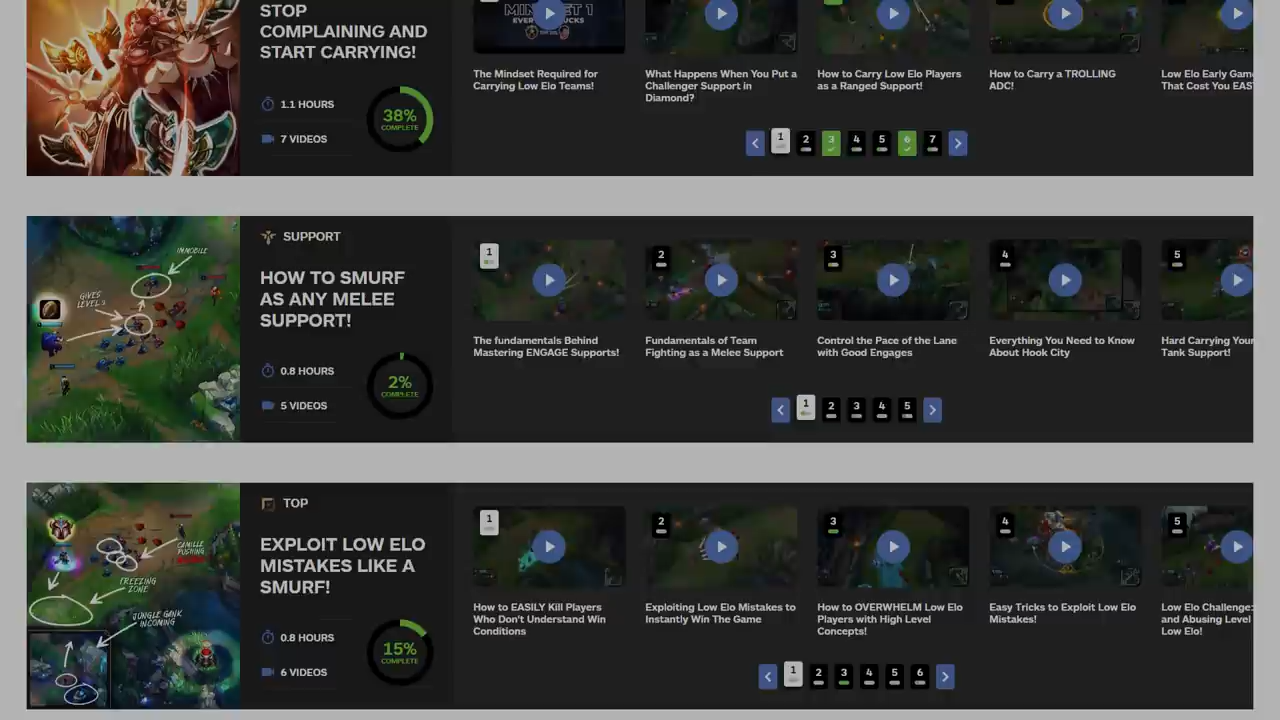 STOP
COMPLAINING AND
START CARRYING!
1.1 HOURS
7 VIDEOS
38%
COMPLETE
The Mindset Required for
Carrying Low Elo Teams!
What Happens When You Put a
Challenger Support in
Diamond?
How to Carry Low Elo Players
as a Ranged Support!
How to Carry a TROLLING
ADC!
Low Elo Early Game
That Cost You
1 2 3 4 5 6 7
SUPPORT
HOW TO SMURF
AS ANY MELEE
SUPPORT!
0.8 HOURS
5 VIDEOS
2%
COMPLETE
IMMOBILE
GIVES
LEVEL 2
1
The fundamentals Behind
Mastering ENGAGE Supports!
2
Fundamentals of Team
Fighting as a Melee Support
3
Control the Pace of the Lane
with Good Engages
4
Everything You Need to Know
About Hook City
5
Hard Carrying Your
Tank Support!
1 2 3 4 5
TOP
EXPLOIT LOW ELO
MISTAKES LIKE A
SMURF!
0.8 HOURS
6 VIDEOS
15%
COMPLETE
CAMILLE
PUSHING
FREEZING
ZONE
JUNGLE GANK
INCOMING
1
How to EASILY Kill Players
Who Don't Understand Win
Conditions
2
Exploiting Low Elo Mistakes to
Instantly Win The Game
3
How to OVERWHELM Low Elo
Players with High Level
Concepts!
4
Easy Tricks to Exploit Low Elo
Mistakes!
5
Low Elo Challenge:
and Abusing Level
Low Elo!
1 2 3 4 5 6